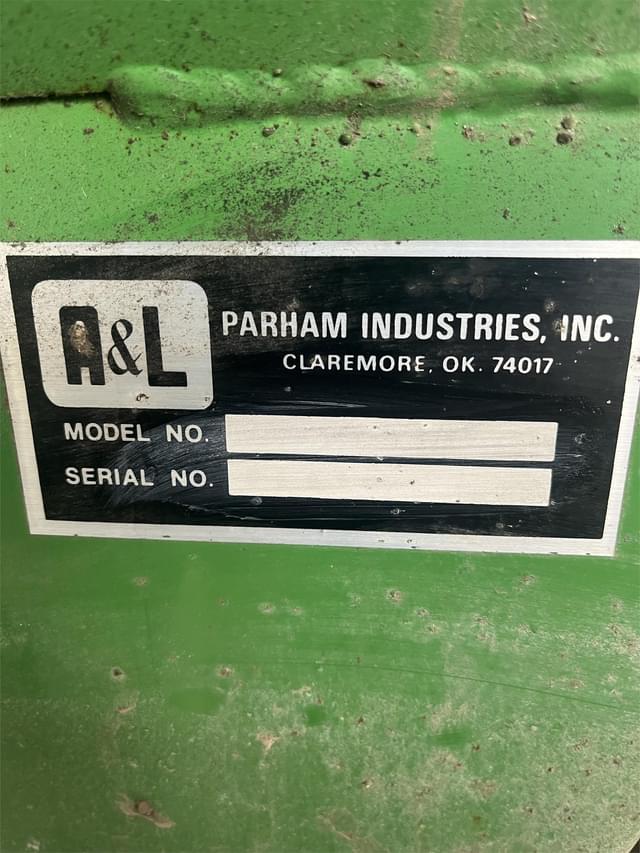 A&L
PARHAM INDUSTRIES, INC.
CLAREMORE, OK. 74017
MODEL NO.
SERIAL NO.